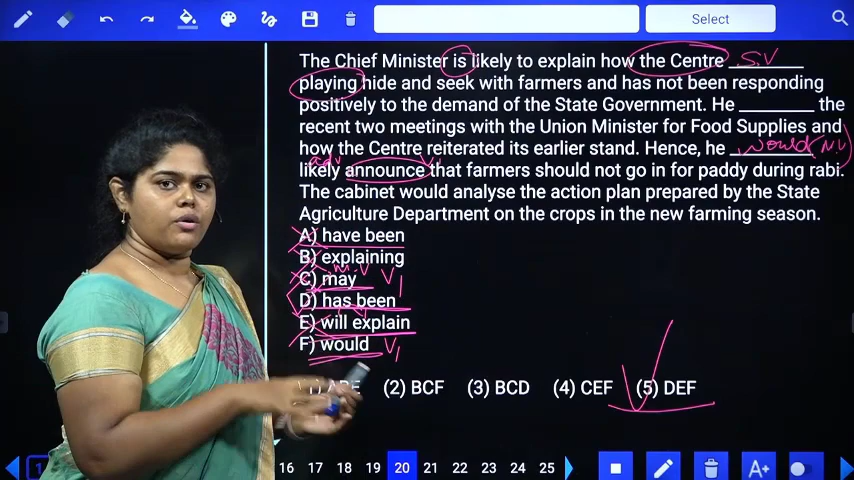 Select
The Chief Minister is likely to explain how the Centre ________ S.V
playing hide and seek with farmers and has not been responding
positively to the demand of the State Government. He ________ the
recent two meetings with the Union Minister for Food Supplies and
how the Centre reiterated its earlier stand. Hence, he ________ would (M.V)
adv V1
likely announce that farmers should not go in for paddy during rabi.
The cabinet would analyse the action plan prepared by the State
Agriculture Department on the crops in the new farming season.
A) have been
B) explaining
m.v
C) may V1
D) has been
E) will explain
F) would V1
(2) BCF (3) BCD (4) CEF (5) DEF
1 16 17 18 19 20 21 22 23 24 25 A+